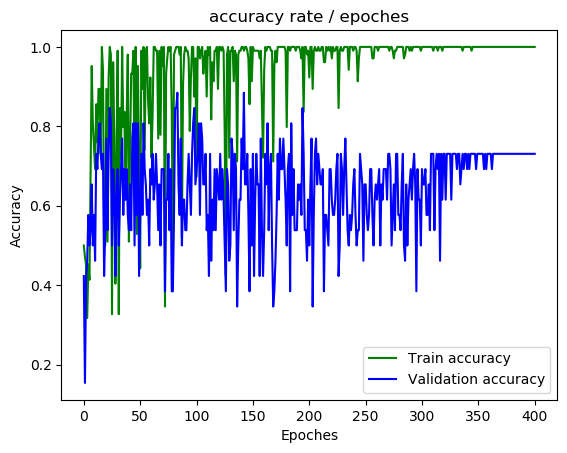 accuracy rate / epoches
1.0
0.8
0.6
0.4
0.2
Accuracy
0 50 100 150 200 250 300 350 400
Epoches
Train accuracy
Validation accuracy